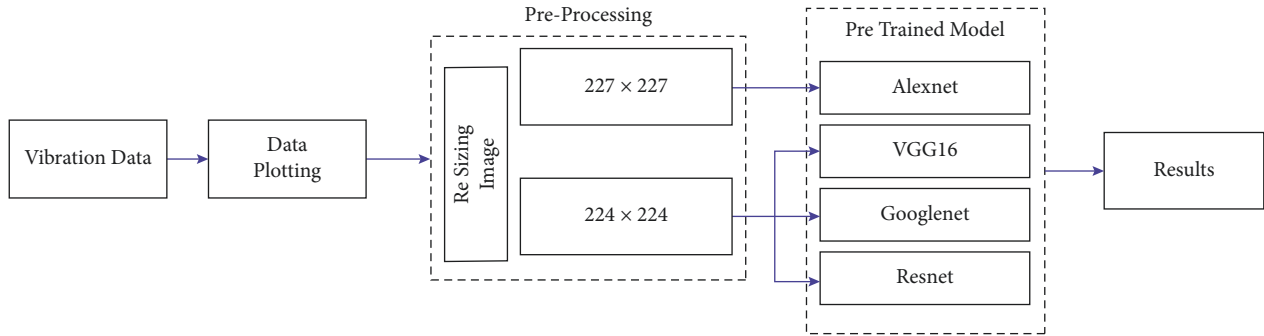 Vibration Data
Data
Plotting
Pre-Processing
Re Sizing
Image
227 × 227
224 × 224
Pre Trained Model
Alexnet
VGG16
Googlenet
Resnet
Results